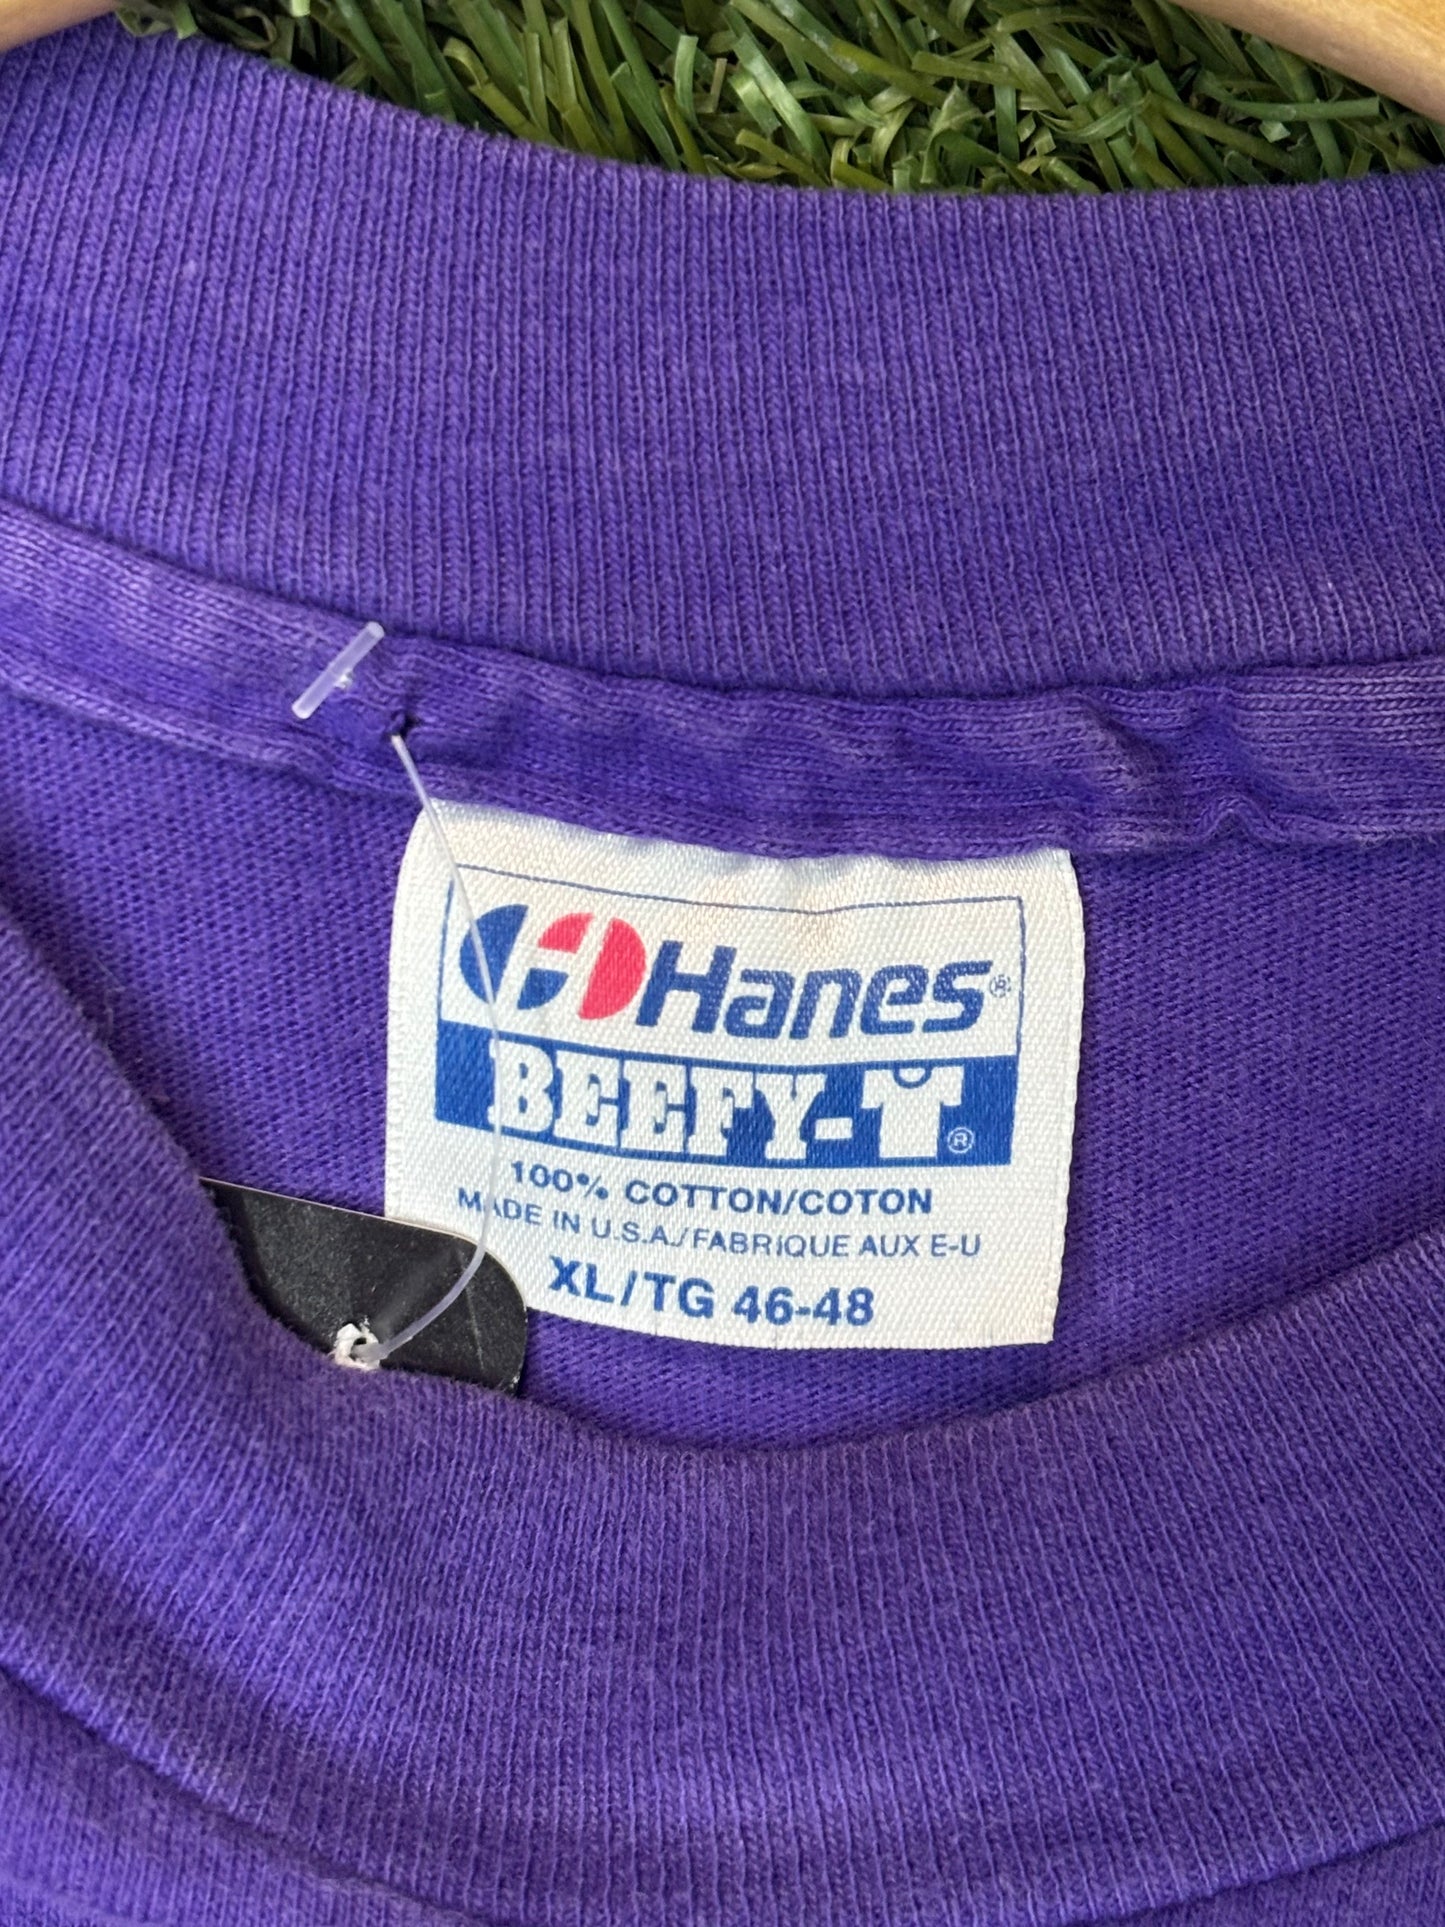 Hanes®
BEEFY-T®
100% COTTON/COTON
MADE IN U.S.A./FABRIQUE AUX E-U
XL/TG 46-48